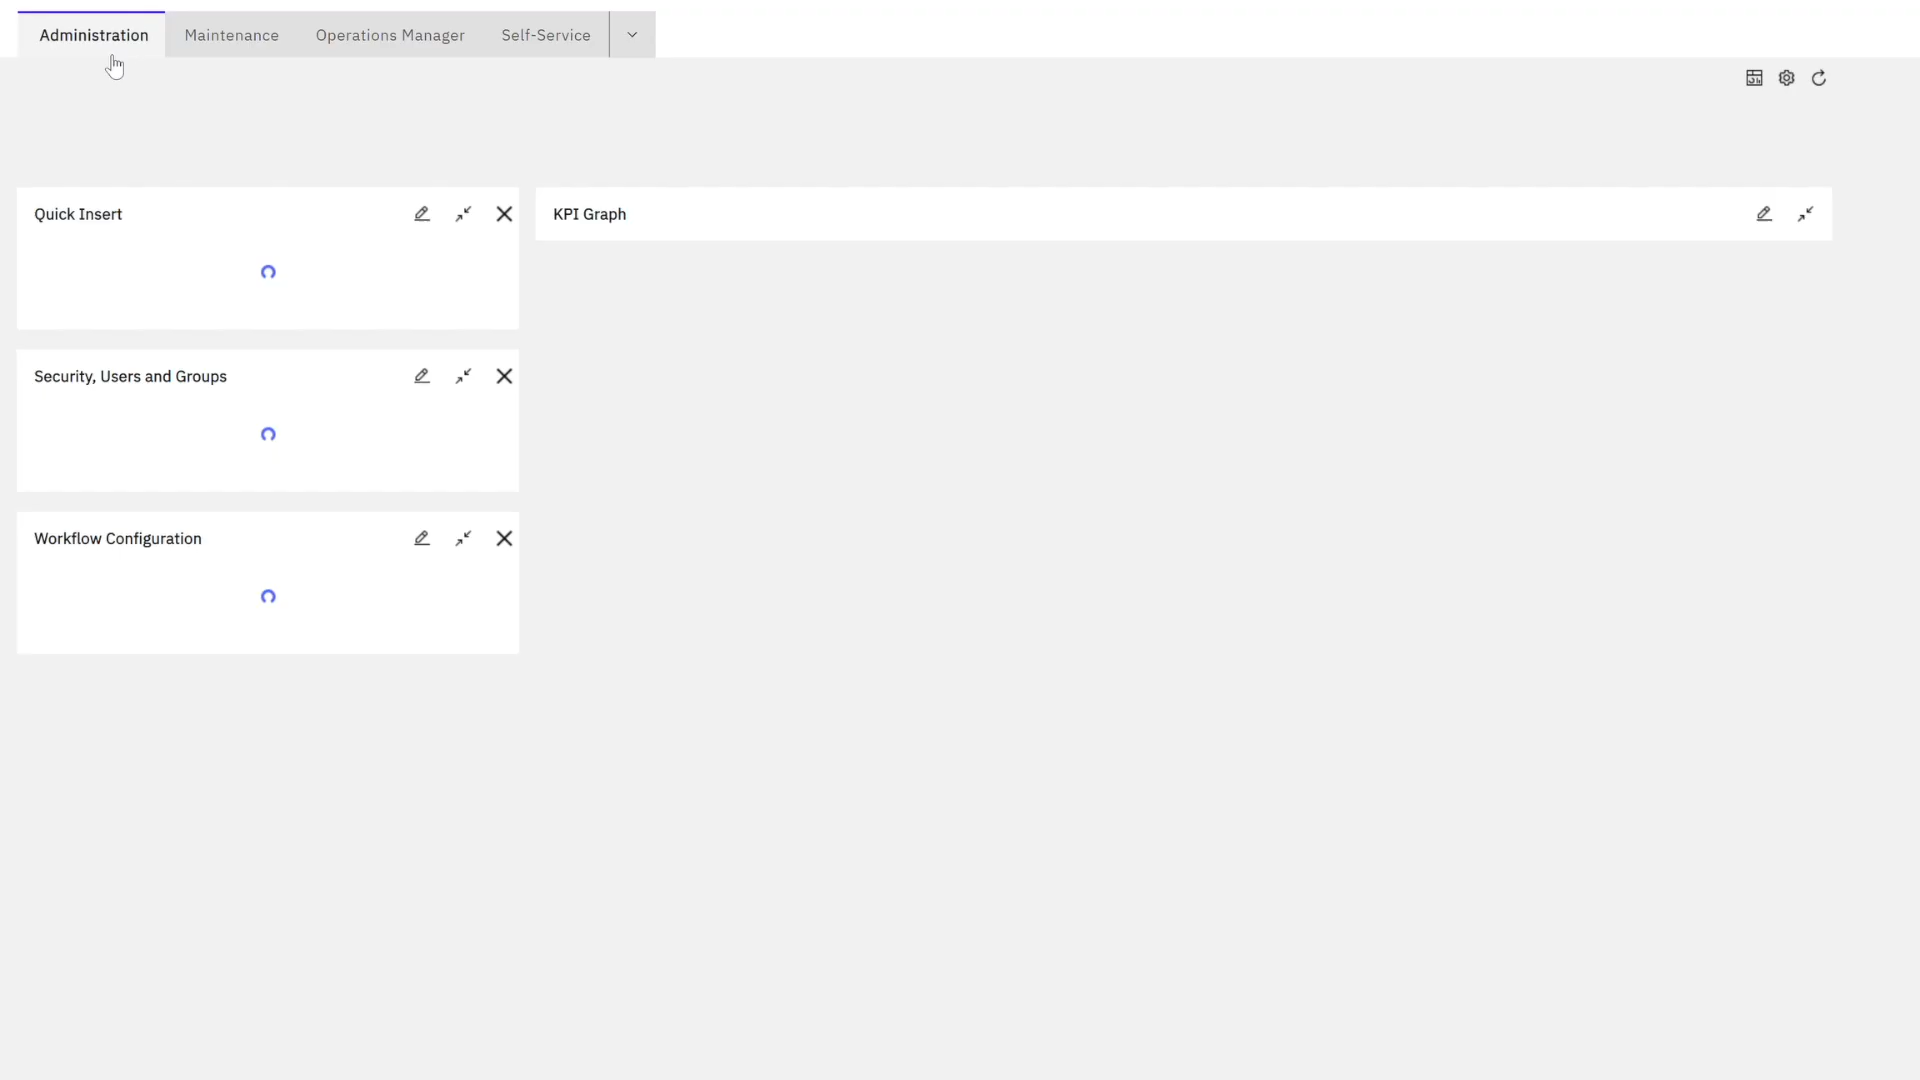 Administration Maintenance Operations Manager Self-Service
Quick Insert
KPI Graph
Security, Users and Groups
Workflow Configuration